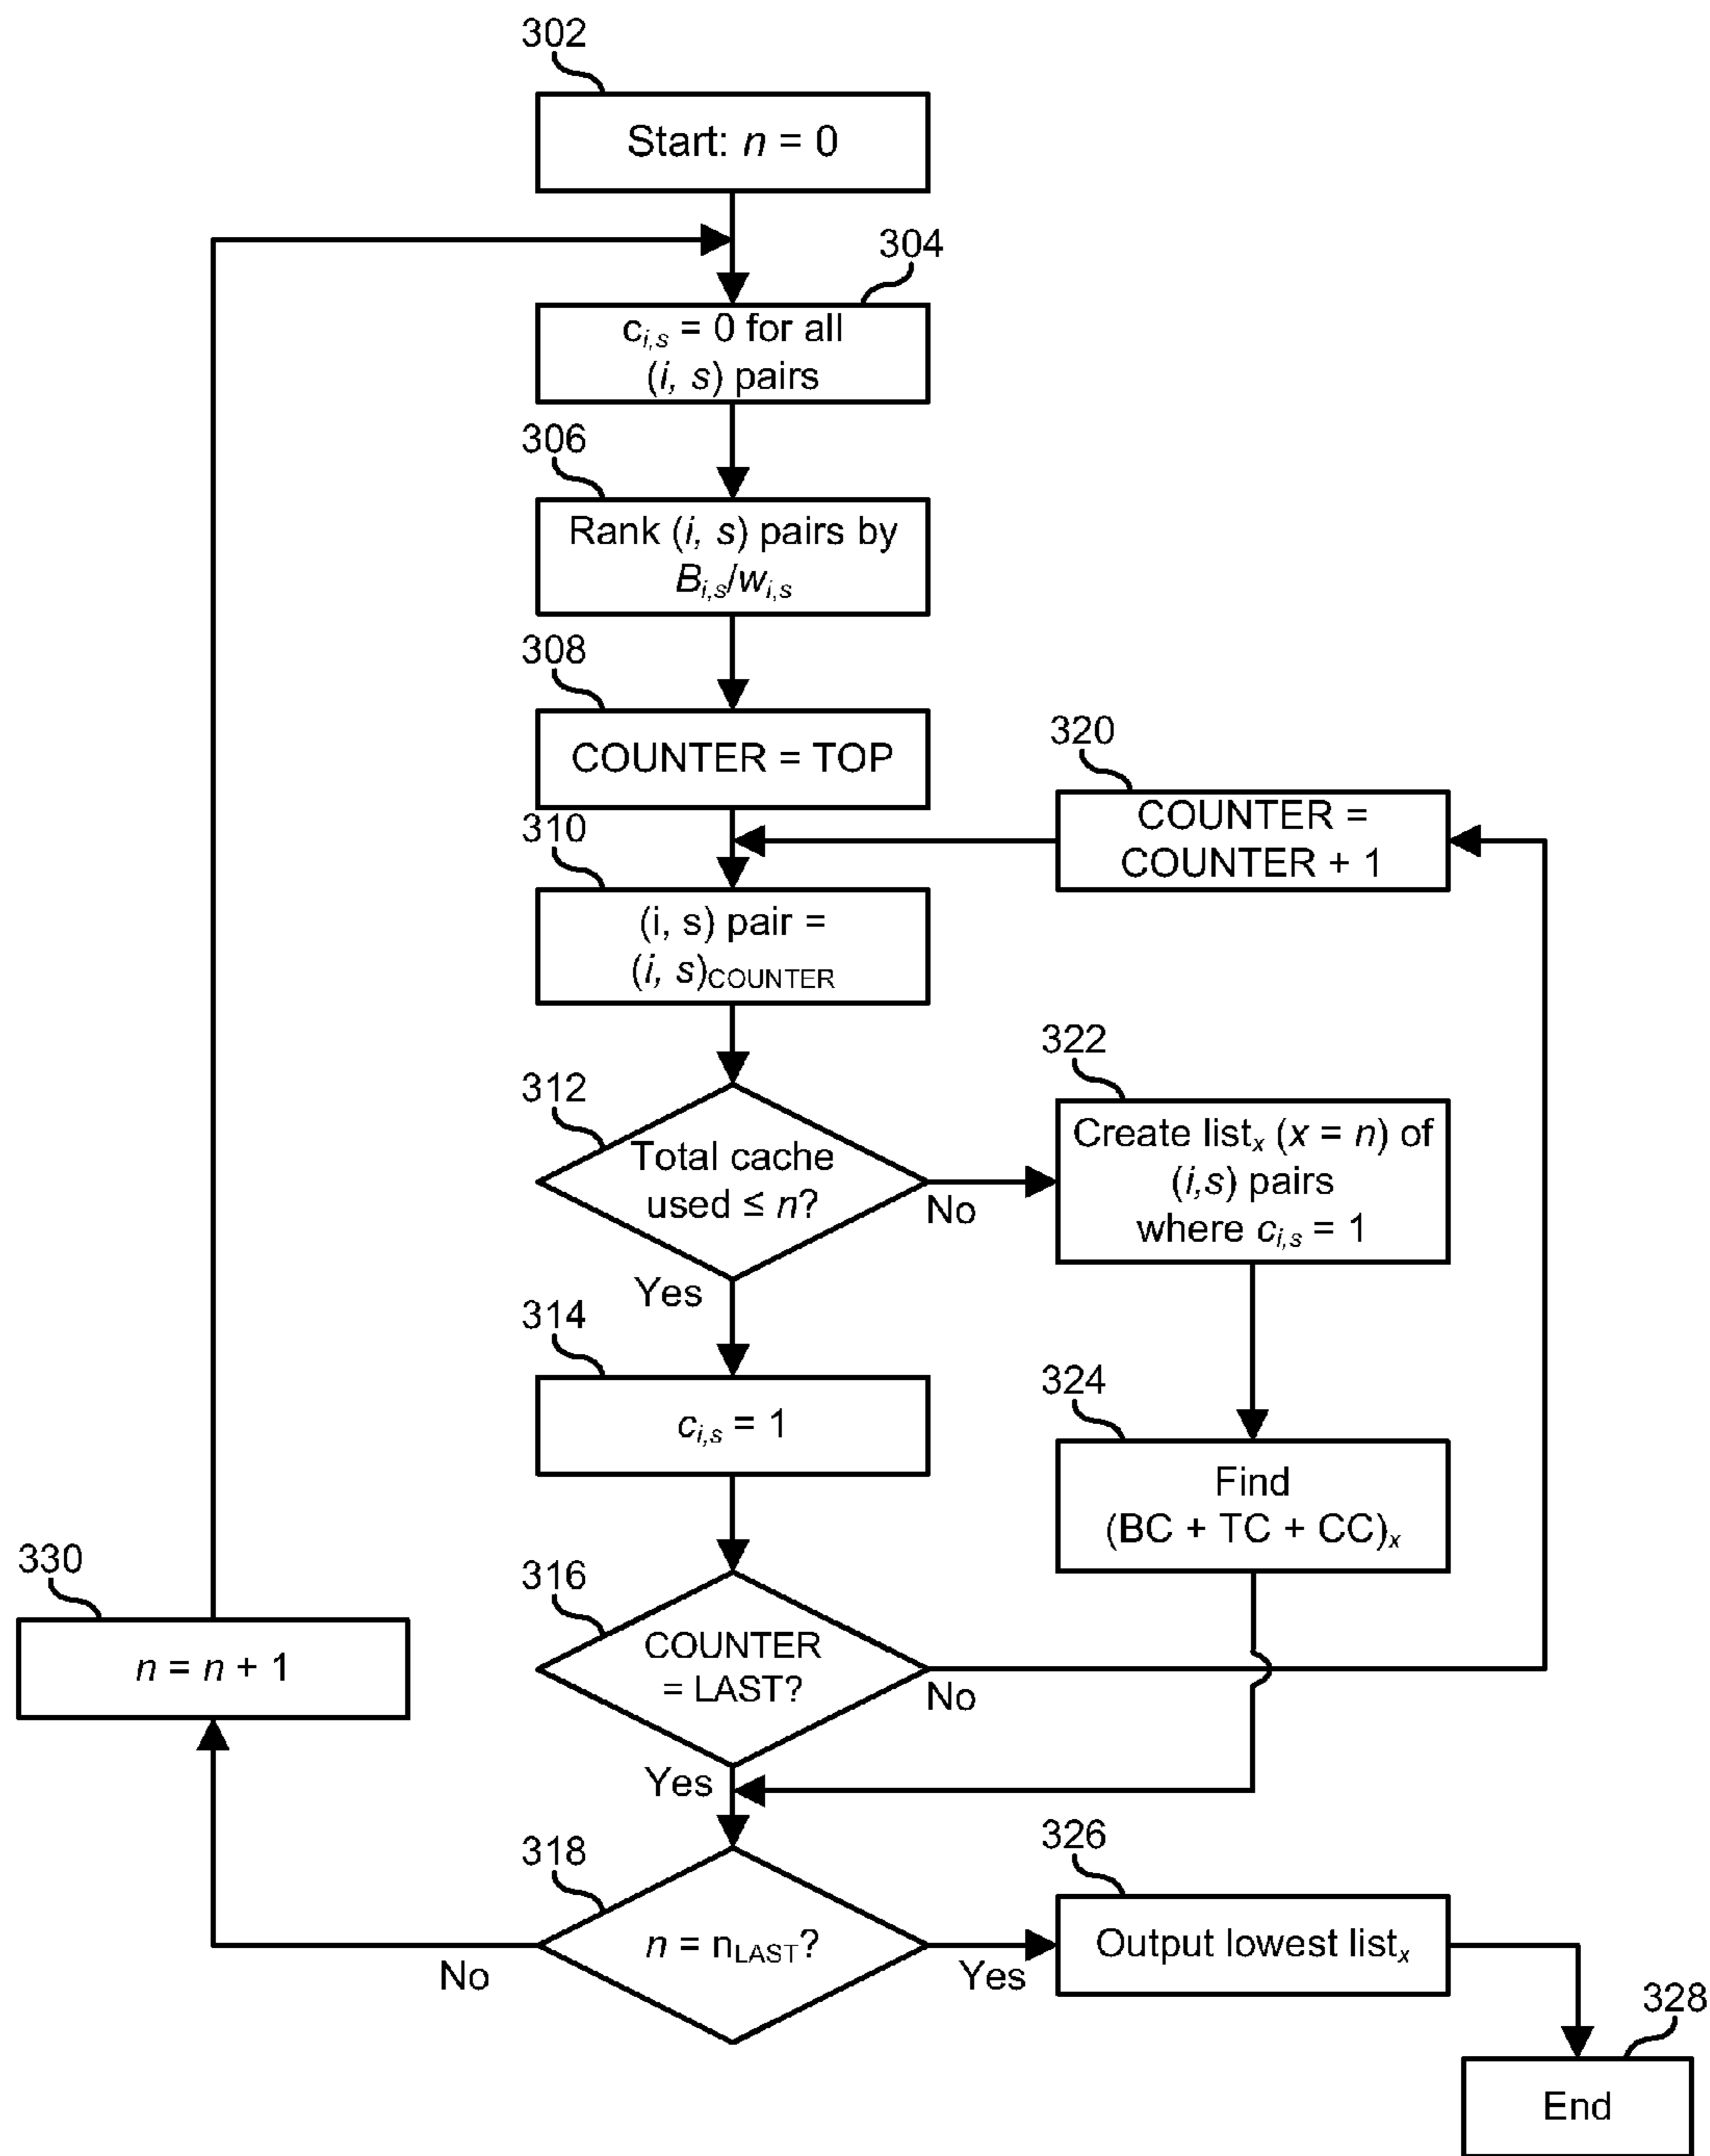 302
Start: n = 0
304
c_{i,s} = 0 for all
(i, s) pairs
306
Rank (i, s) pairs by
B_{i,s}/w_{i,s}
308
COUNTER = TOP
320
COUNTER =
COUNTER + 1
310
(i, s) pair =
(i, s)_{COUNTER}
312
Total cache
used ≤ n?
No
Yes
322
Create list_x (x = n) of
(i,s) pairs
where c_{i,s} = 1
314
c_{i,s} = 1
324
Find
(BC + TC + CC)_x
316
COUNTER
= LAST?
No
Yes
330
n = n + 1
318
n = n_{LAST}?
No
Yes
326
Output lowest list_x
328
End